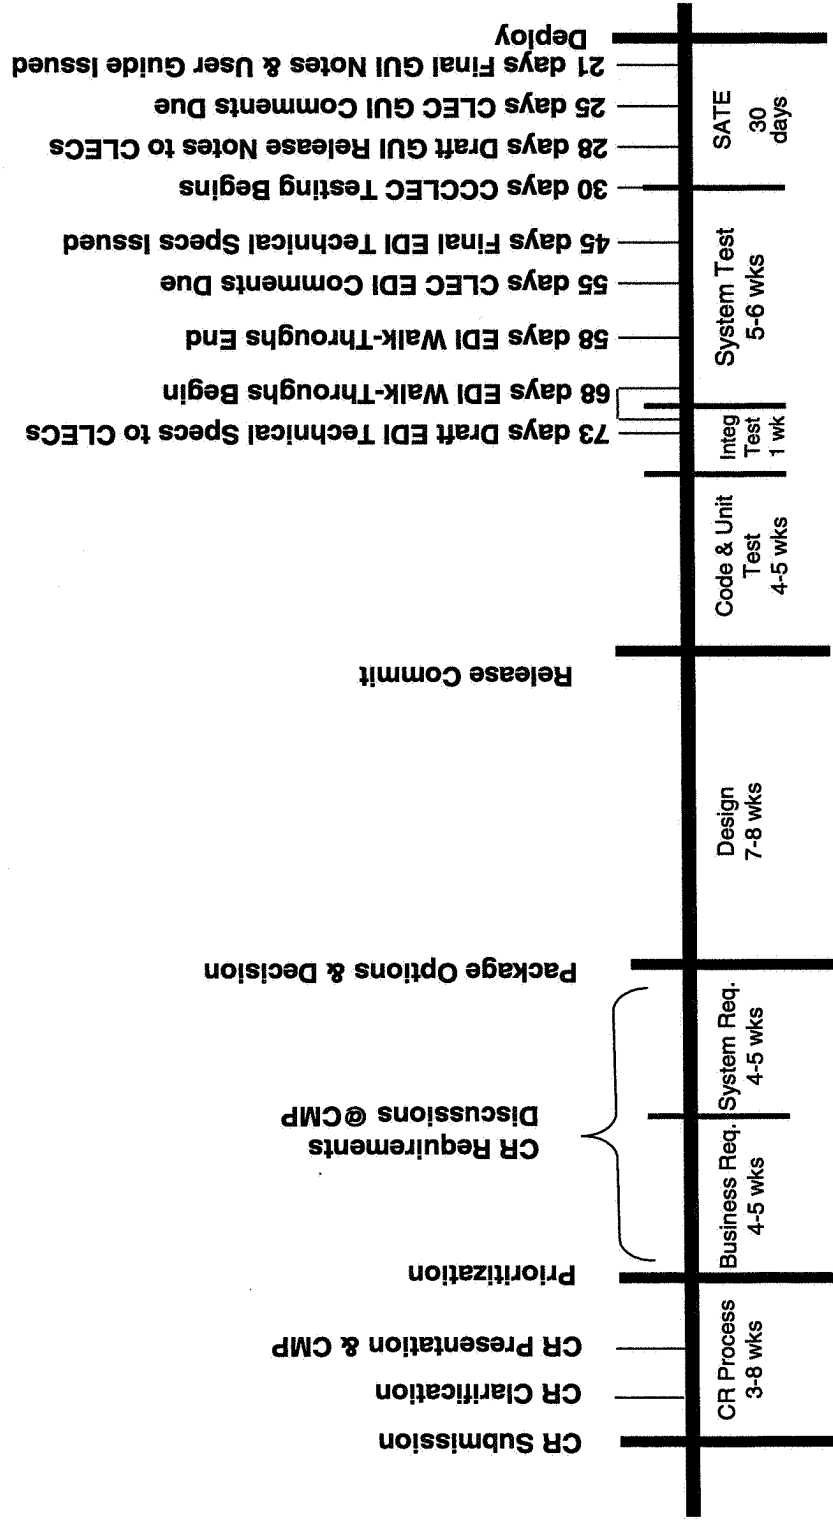 CR Submission
CR Clarification
CR Presentation & CMP
Prioritization
CR Requirements
Discussions @CMP
Package Options & Decision
Release Commit
73 days Draft EDI Technical Specs to CLECs
68 days EDI Walk-Throughs Begin
58 days EDI Walk-Throughs End
55 days CLEC EDI Comments Due
45 days Final EDI Technical Specs Issued
30 days CCCLEC Testing Begins
28 days Draft GUI Release Notes to CLECs
25 days CLEC GUI Comments Due
21 days Final GUI Notes & User Guide Issued
Deploy
CR Process
3-8 wks
Business Req.
4-5 wks
System Req.
4-5 wks
Design
7-8 wks
Code & Unit
Test
4-5 wks
Integ
Test
1 wk
System Test
5-6 wks
SATE
30
days